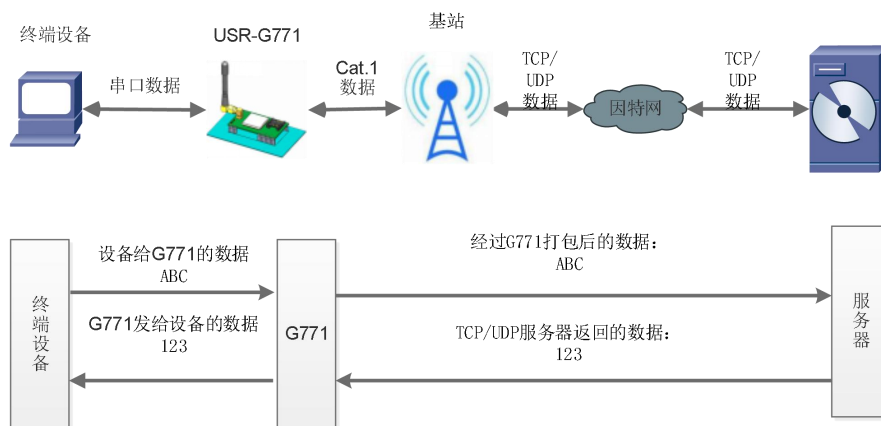 终端设备
USR-G771
基站
串口数据
Cat.1
数据
TCP/
UDP
数据
因特网
TCP/
UDP
数据
设备给G771的数据
ABC
经过G771打包后的数据:
ABC
终端设备
G771发给设备的数据
123
G771
TCP/UDP服务器返回的数据:
123
服务器